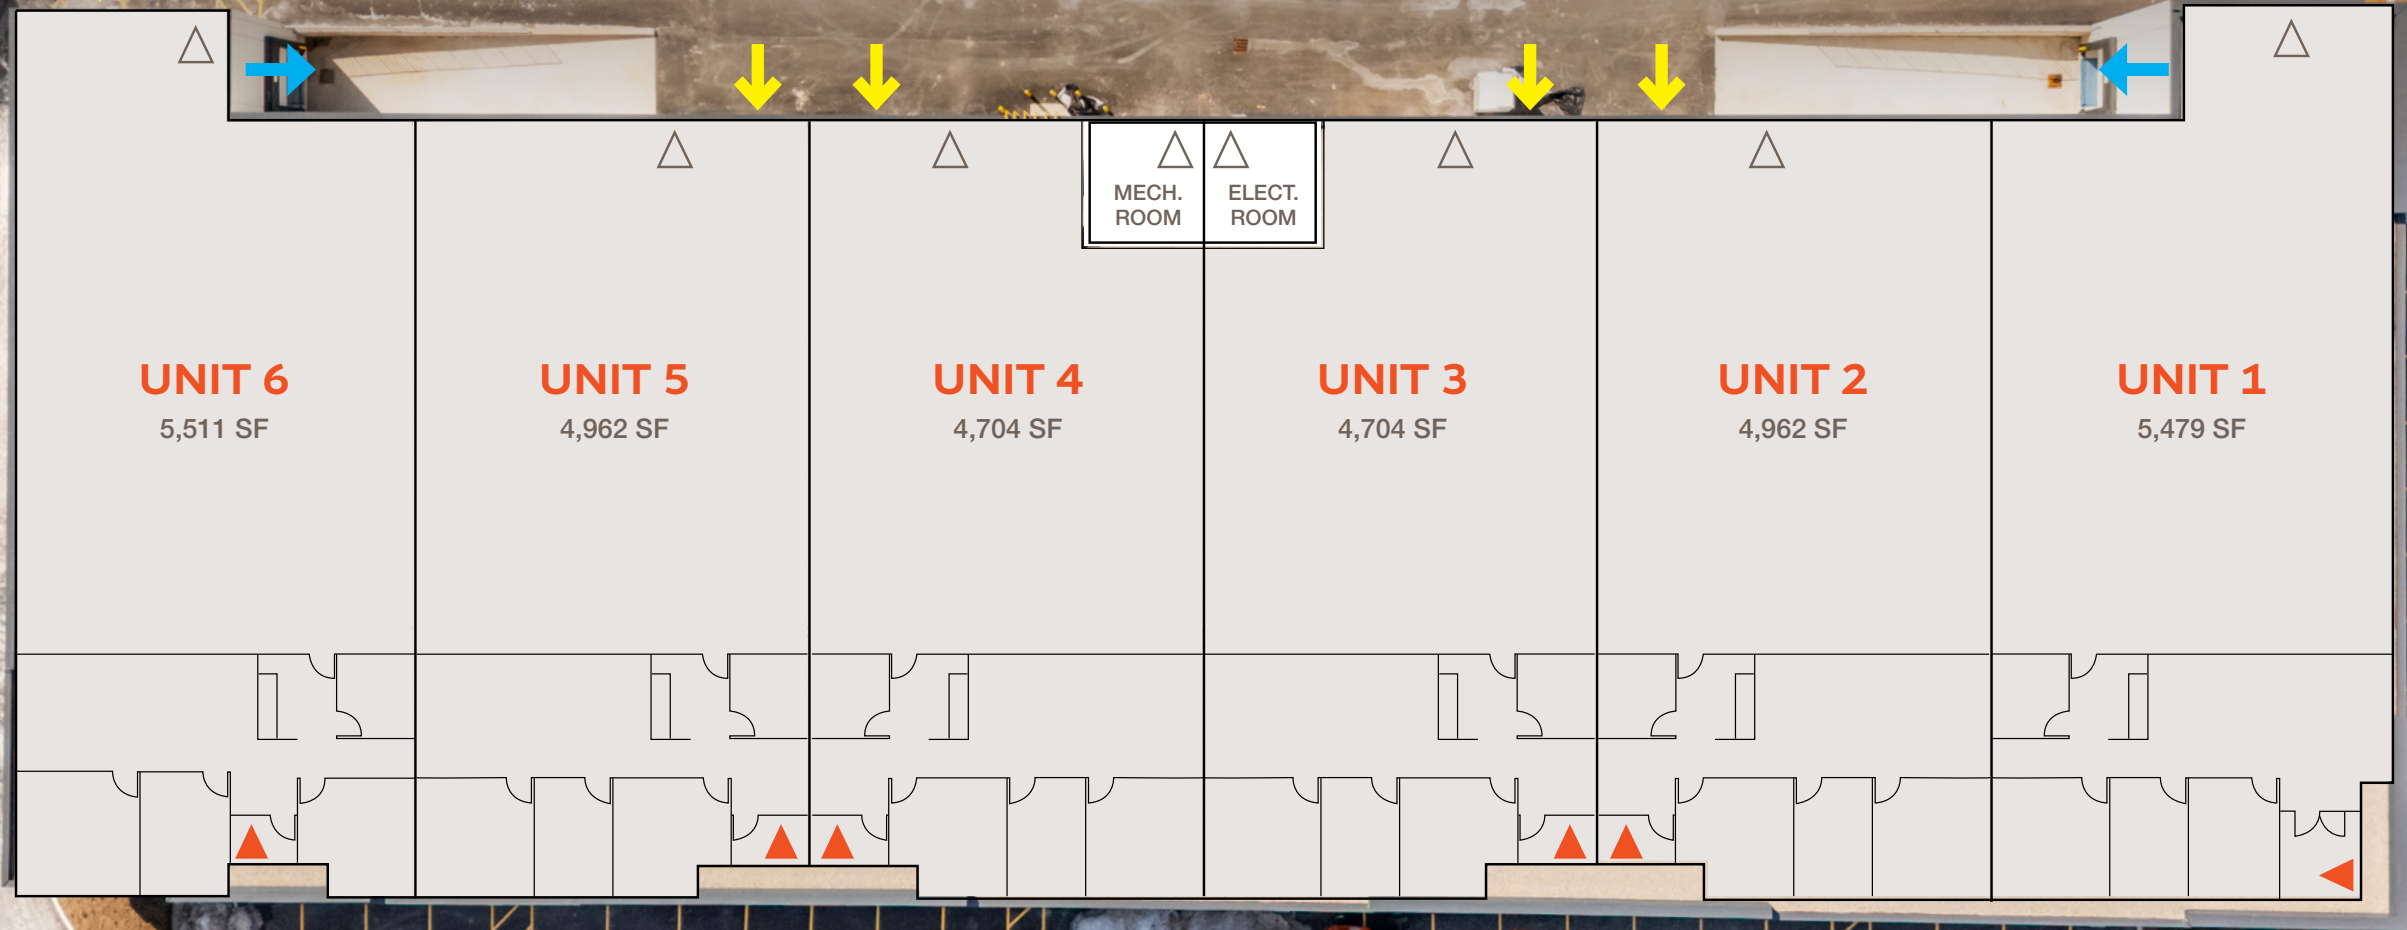 MECH.
ROOM
ELECT.
ROOM
UNIT 6
5,511 SF
UNIT 5
4,962 SF
UNIT 4
4,704 SF
UNIT 3
4,704 SF
UNIT 2
4,962 SF
UNIT 1
5,479 SF